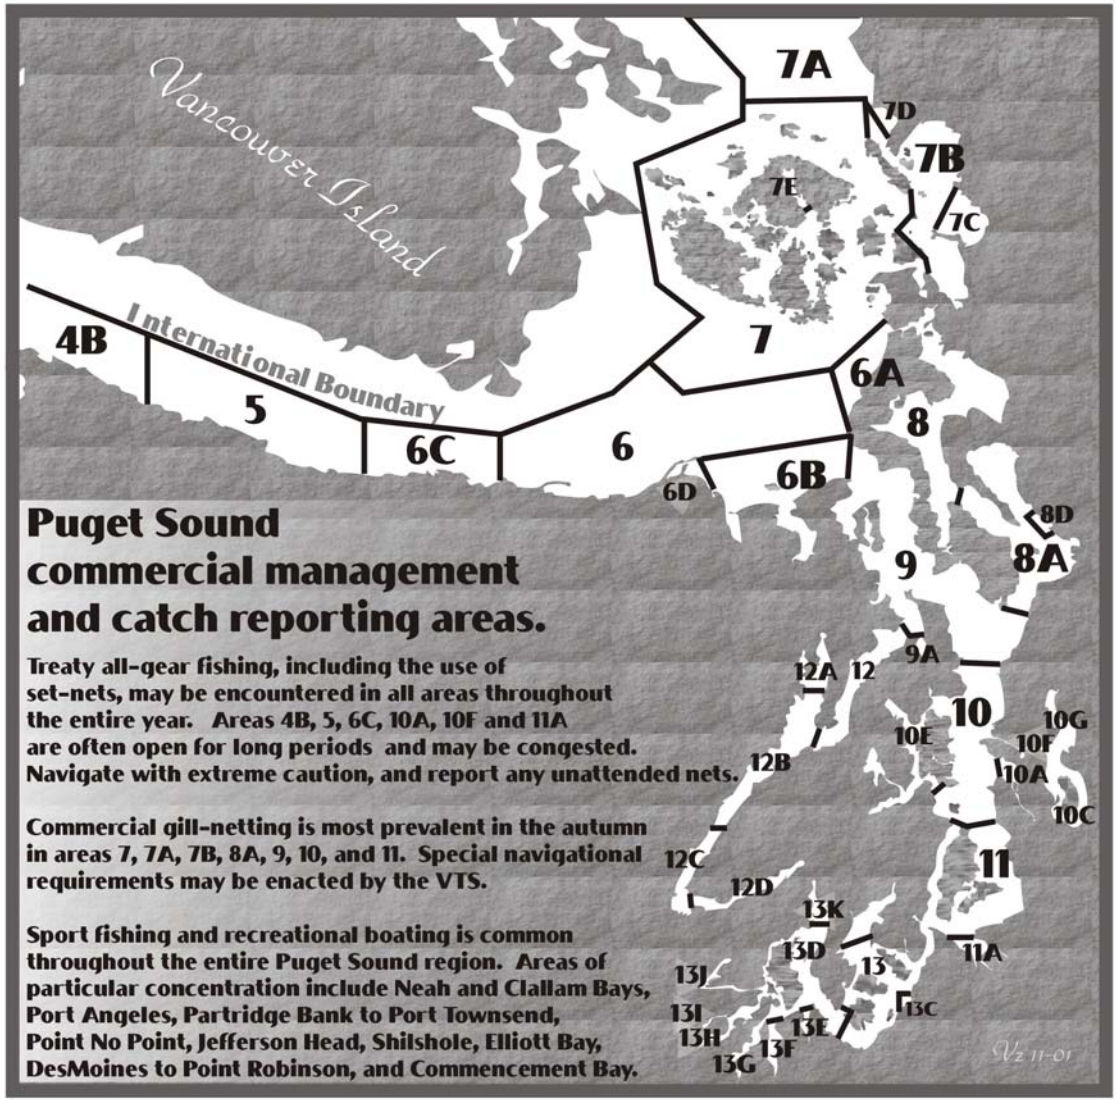 7A
Vancouver Island
7D
7B
7E
7C
International Boundary
4B
7
6A
5
8
6C
6
6B
6D
8D
8A
9
Puget Sound
commercial management
and catch reporting areas.
Treaty all-gear fishing, including the use of
set-nets, may be encountered in all areas throughout
the entire year. Areas 4B, 5, 6C, 10A, 10F and 11A
are often open for long periods and may be congested.
Navigate with extreme caution, and report any unattended nets.
Commercial gill-netting is most prevalent in the autumn
in areas 7, 7A, 7B, 8A, 9, 10, and 11. Special navigational
requirements may be enacted by the VTS.
Sport fishing and recreational boating is common
throughout the entire Puget Sound region. Areas of
particular concentration include Neah and Clallam Bays,
Port Angeles, Partridge Bank to Port Townsend,
Point No Point, Jefferson Head, Shilshole, Elliott Bay,
DesMoines to Point Robinson, and Commencement Bay.
9A
12A
12
10
10G
10E
10F
12B
10A
10C
12C
11
12D
13K
13D
11A
13
13J
13C
13I
13E
13H
13F
13G
Vz 11-01